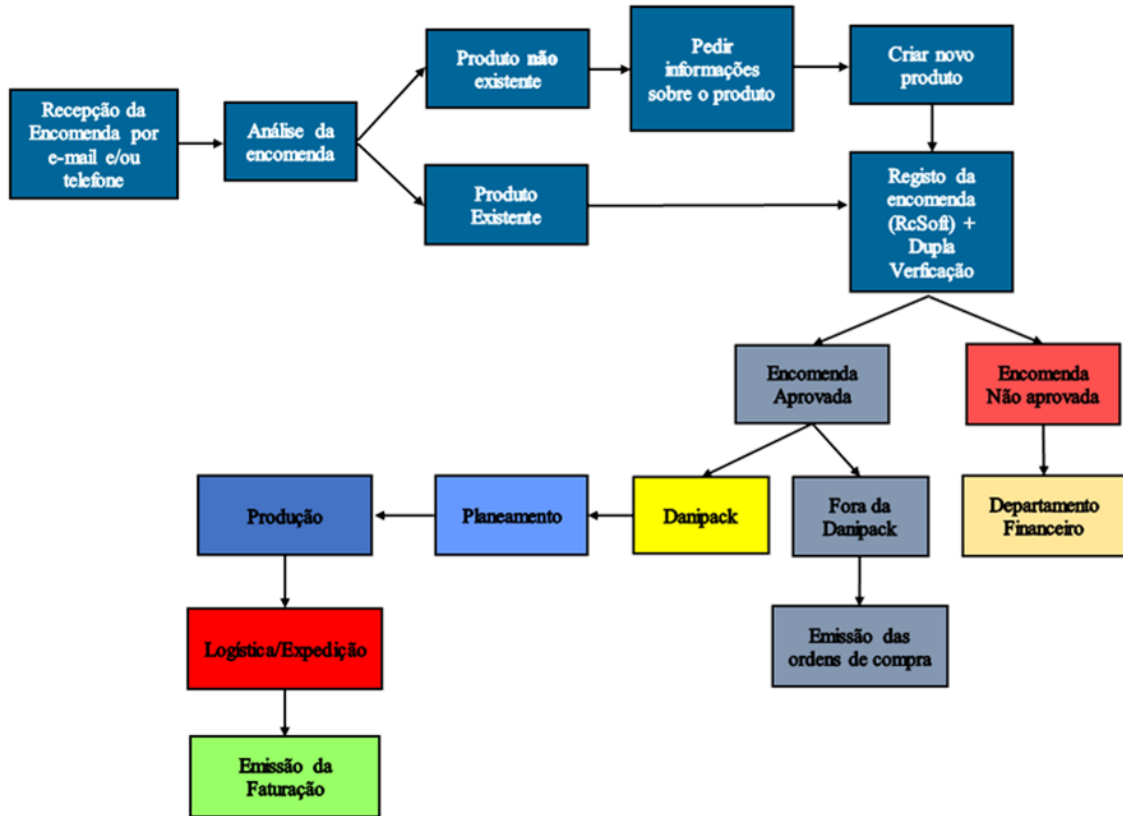 Recepção da
Encomenda por
e-mail e/ou
telefone
Análise da
encomenda
Produto não
existente
Pedir
informações
sobre o produto
Criar novo
produto
Produto
Existente
Registo da
encomenda
(RcSoft) +
Dupla
Verficação
Encomenda
Aprovada
Encomenda
Não aprovada
Produção
Planeamento
Danipack
Fora da
Danipack
Departamento
Financeiro
Logística/Expedição
Emissão das
ordens de compra
Emissão da
Faturação